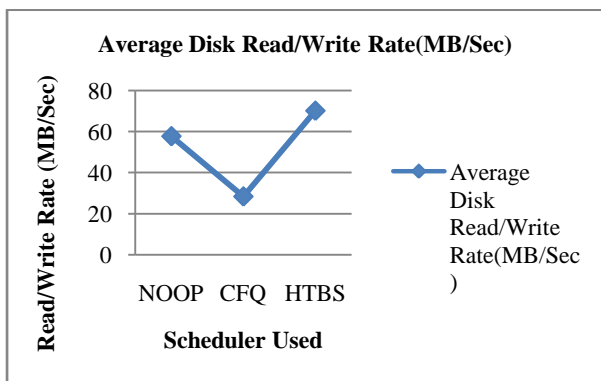 Average Disk Read/Write Rate(MB/Sec)
Read/Write Rate (MB/Sec)
80
60
40
20
0
NOOP CFQ HTBS
Scheduler Used
Average
Disk
Read/Write
Rate(MB/Sec
)